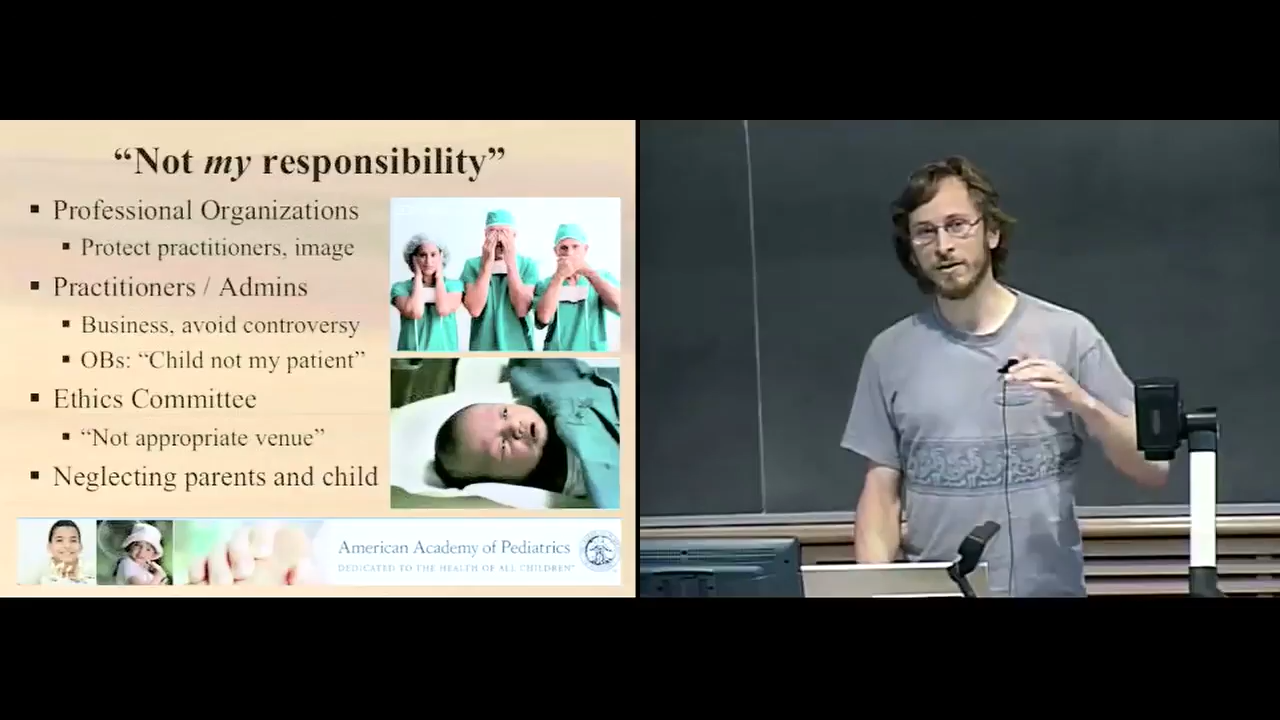 “Not my responsibility”
▪ Professional Organizations
▪ Protect practitioners, image
▪ Practitioners / Admins
▪ Business, avoid controversy
▪ OBs: “Child not my patient”
▪ Ethics Committee
▪ “Not appropriate venue”
▪ Neglecting parents and child
American Academy of Pediatrics
DEDICATED TO THE HEALTH OF ALL CHILDREN™